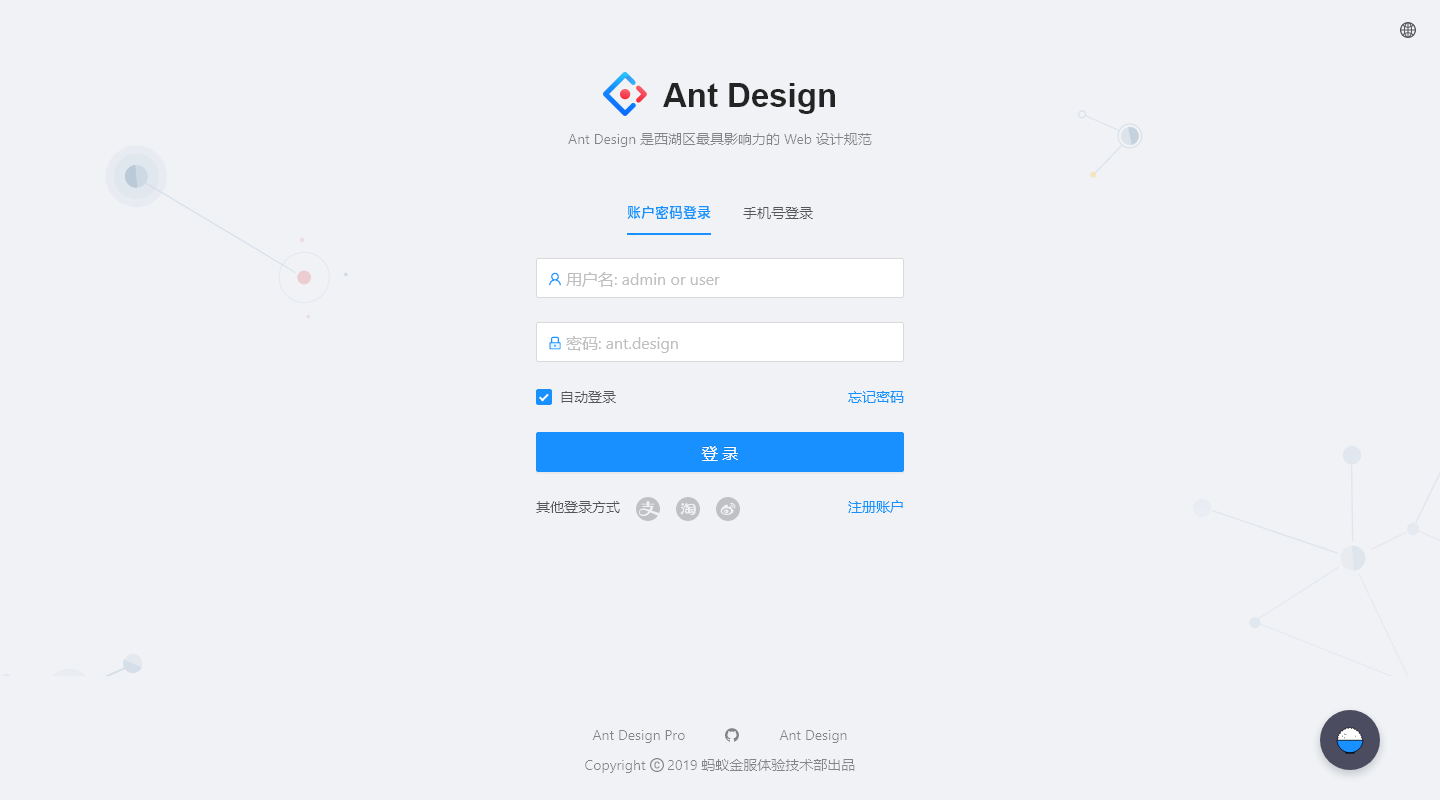 Ant Design
Ant Design 是西湖区最具影响力的 Web 设计规范
账户密码登录 手机号登录
用户名: admin or user
密码: ant.design
自动登录 忘记密码
登 录
其他登录方式 支 淘 注册账户
Ant Design Pro Ant Design
Copyright © 2019 蚂蚁金服体验技术部出品